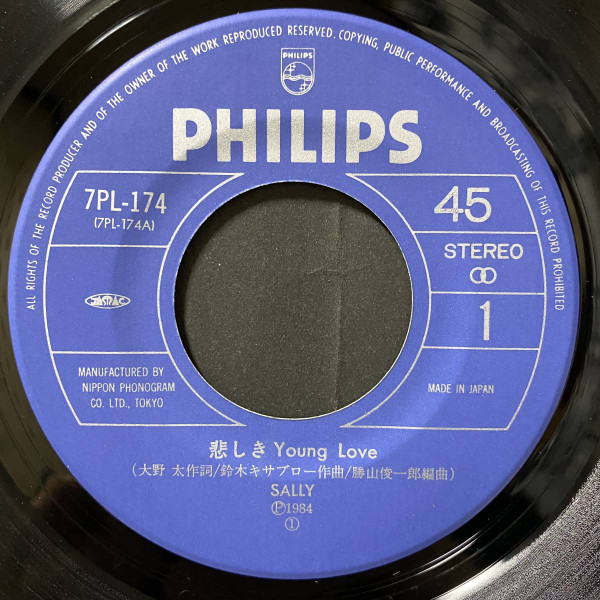 ALL RIGHTS OF THE RECORD PRODUCER AND OF THE OWNER OF THE WORK REPRODUCED RESERVED. COPYING, PUBLIC PERFORMANCE AND BROADCASTING OF THIS RECORD PROHIBITED
PHILIPS
PHILIPS
7PL-174
(7PL-174A)
45
STEREO
1
JASRAC
MANUFACTURED BY
NIPPON PHONOGRAM
CO. LTD., TOKYO
MADE IN JAPAN
悲しき Young Love
(大野 太作詞/鈴木キサブロー作曲/勝山俊一郎編曲)
SALLY
Ⓟ1984
①